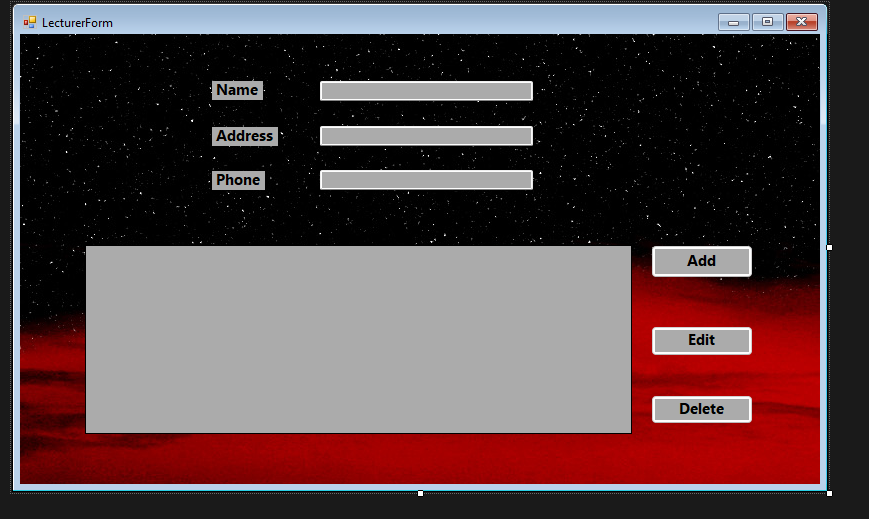 LecturerForm
Name
Address
Phone
Add
Edit
Delete